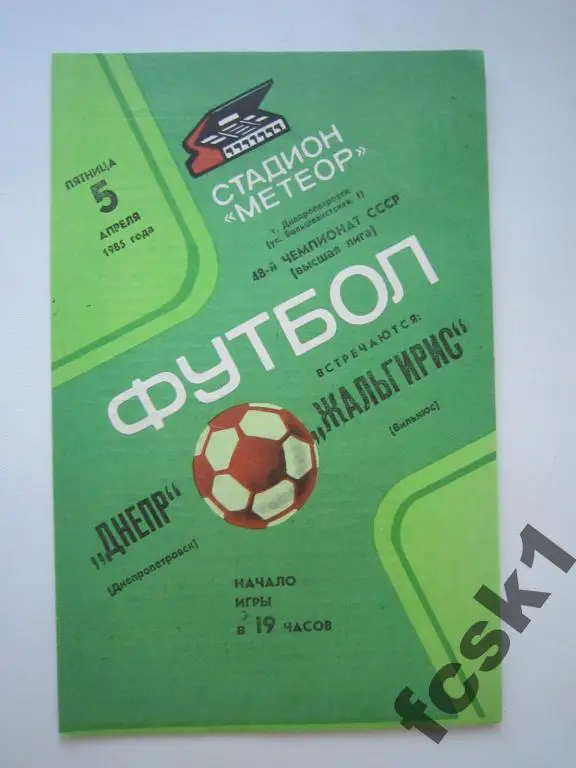 ПЯТНИЦА
5
АПРЕЛЯ
1985 года
СТАДИОН
«МЕТЕОР»
г. Днепропетровск
(ул. Большевистская, 1)
48-й ЧЕМПИОНАТ СССР
(высшая лига)
ФУТБОЛ
ВСТРЕЧАЮТСЯ:
„ЖАЛЬГИРИС“
(Вильнюс)
„ДНЕПР“
(Днепропетровск)
НАЧАЛО
ИГРЫ
в 19 ЧАСОВ
fcsk1